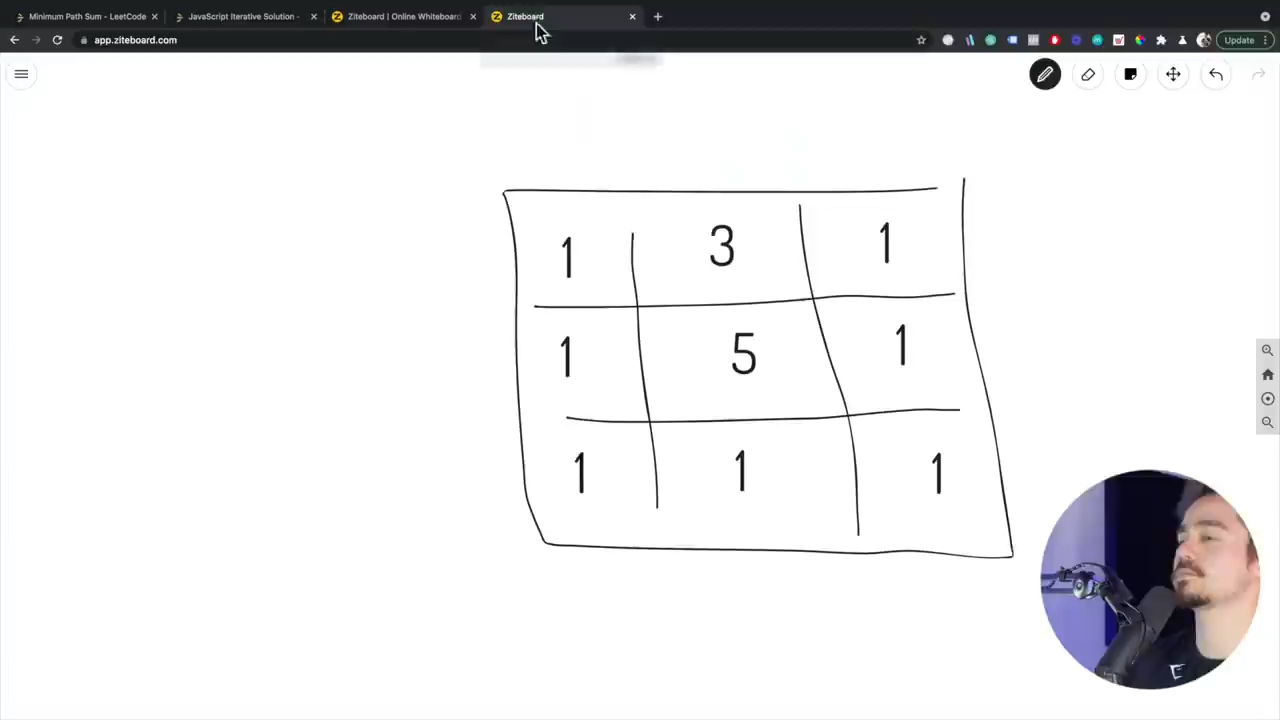 Minimum Path Sum - LeetCode
JavaScript Iterative Solution -
Ziteboard | Online Whiteboard
Ziteboard
app.ziteboard.com
Update
1 3 1
1 5 1
1 1 1